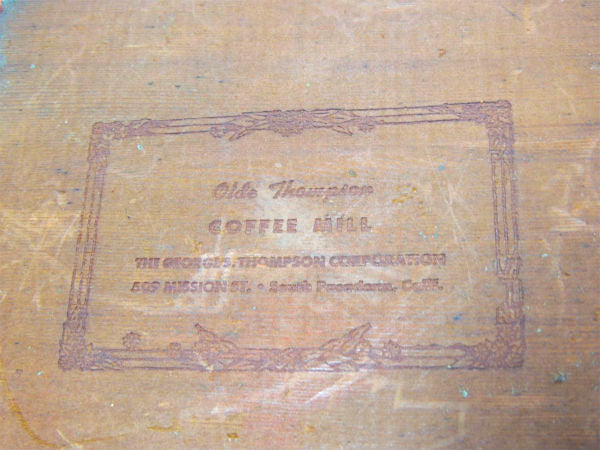 Olde Thompson
COFFEE MILL
THE GEORGE S. THOMPSON CORPORATION
509 MISSION ST. • South Pasadena, Calif.